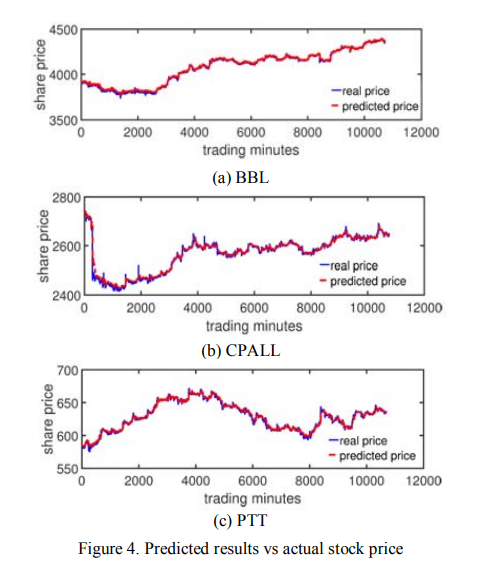 4500
4000
3500
share price
real price
predicted price
0 2000 4000 6000 8000 10000 12000
trading minutes
(a) BBL
2800
2600
2400
share price
real price
predicted price
0 2000 4000 6000 8000 10000 12000
trading minutes
(b) CPALL
700
650
600
550
share price
real price
predicted price
0 2000 4000 6000 8000 10000 12000
trading minutes
(c) PTT
Figure 4. Predicted results vs actual stock price